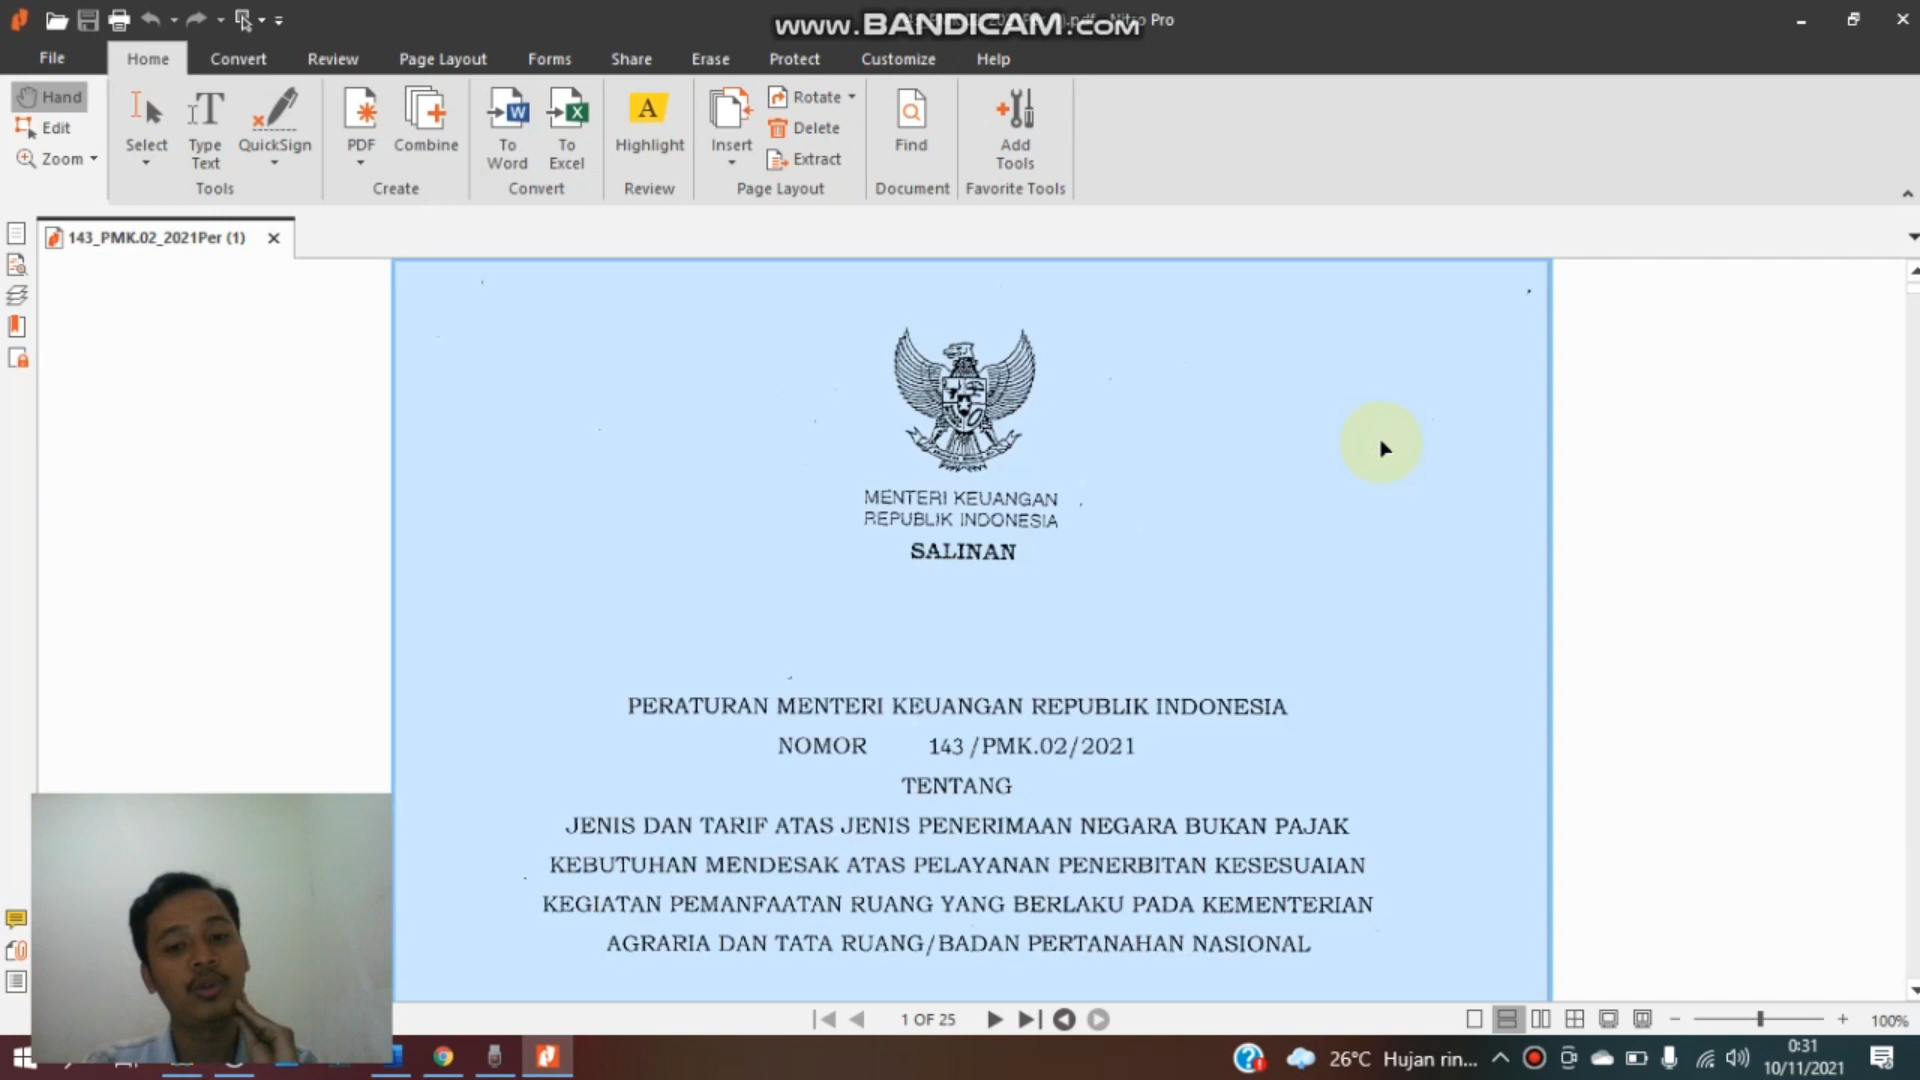 www.BANDICAM.com
Nitro Pro
File
Home
Convert
Review
Page Layout
Forms
Share
Erase
Protect
Customize
Help
Hand
Edit
Zoom
Select
Type Text
QuickSign
Tools
PDF
Combine
Create
To Word
To Excel
Convert
Highlight
Review
Insert
Rotate
Delete
Extract
Page Layout
Find
Document
Add Tools
Favorite Tools
143_PMK.02_2021Per (1)
MENTERI KEUANGAN
REPUBLIK INDONESIA
SALINAN
PERATURAN MENTERI KEUANGAN REPUBLIK INDONESIA
NOMOR 143 /PMK.02/2021
TENTANG
JENIS DAN TARIF ATAS JENIS PENERIMAAN NEGARA BUKAN PAJAK
KEBUTUHAN MENDESAK ATAS PELAYANAN PENERBITAN KESESUAIAN
KEGIATAN PEMANFAATAN RUANG YANG BERLAKU PADA KEMENTERIAN
AGRARIA DAN TATA RUANG/BADAN PERTANAHAN NASIONAL
1 OF 25
100%
26°C Hujan rin...
0:31
10/11/2021